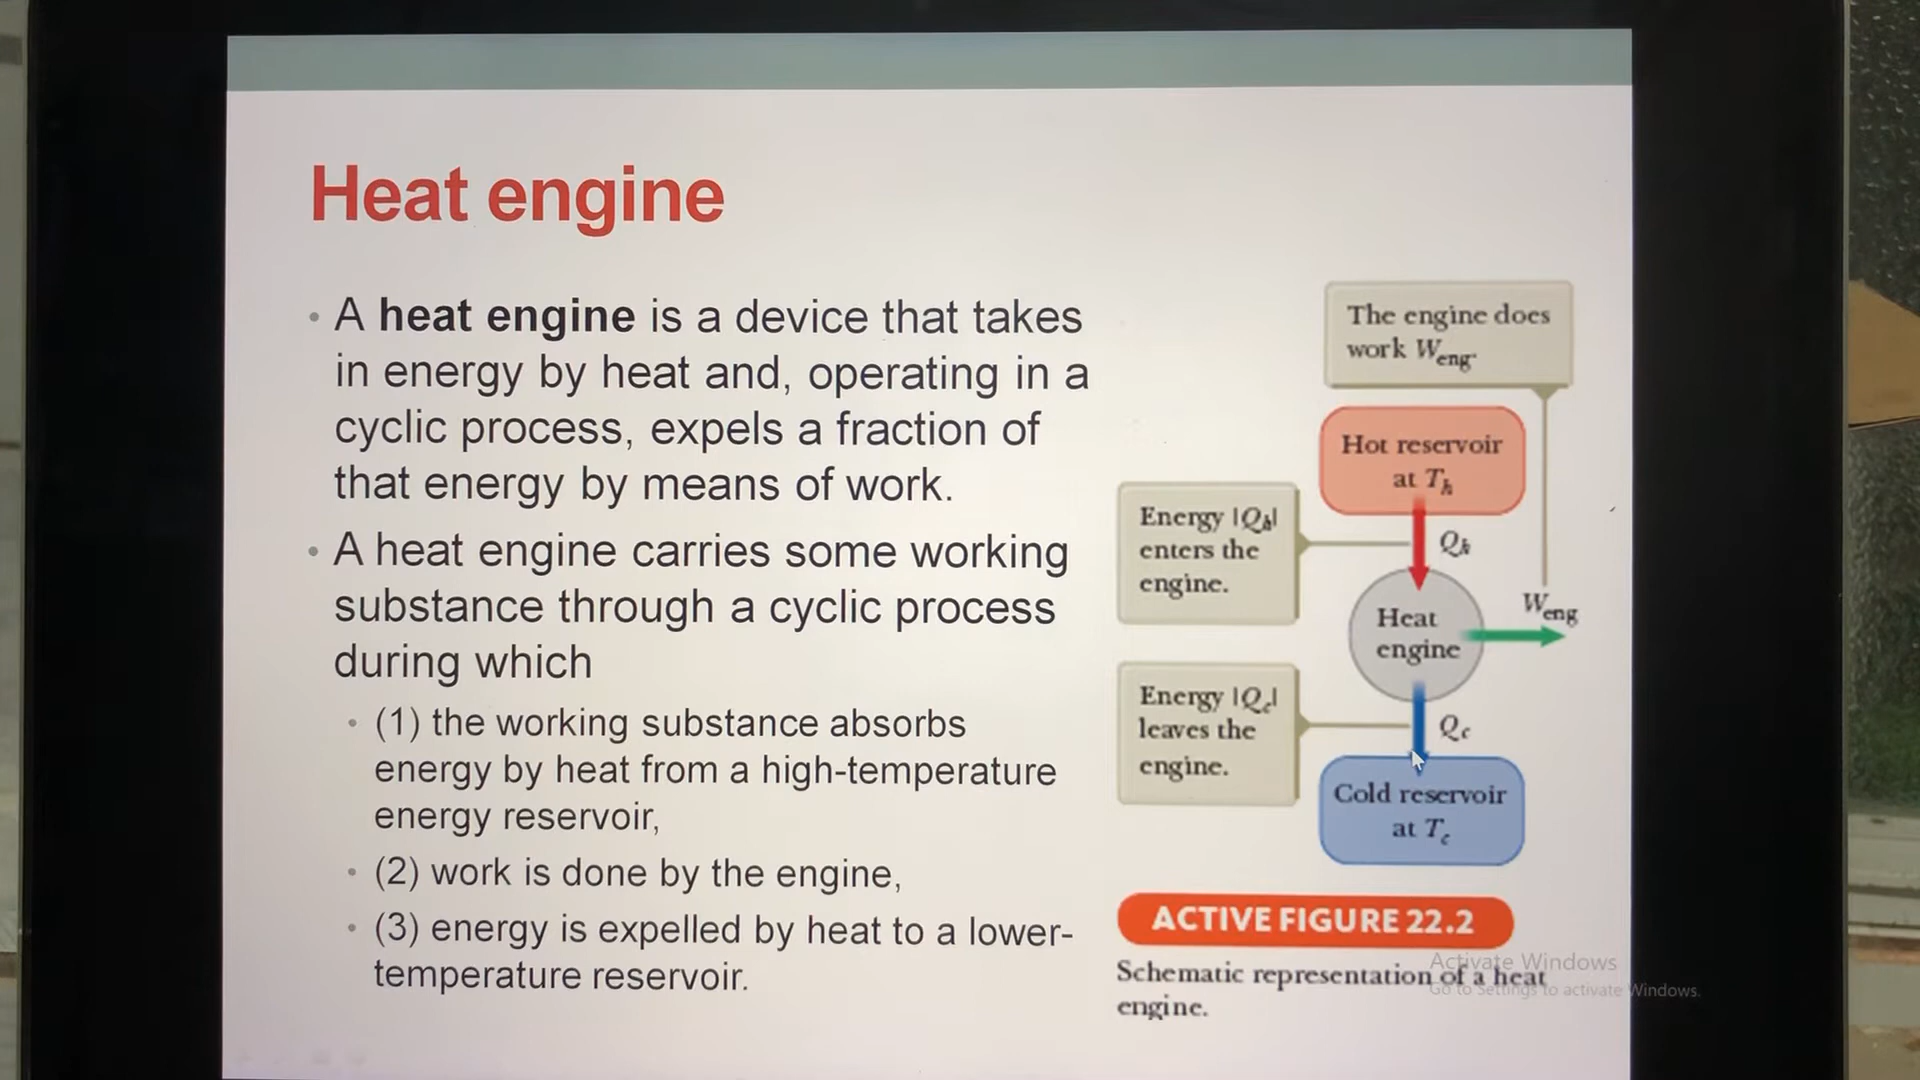 Heat engine
• A heat engine is a device that takes
in energy by heat and, operating in a
cyclic process, expels a fraction of
that energy by means of work.
• A heat engine carries some working
substance through a cyclic process
during which
• (1) the working substance absorbs
energy by heat from a high-temperature
energy reservoir,
• (2) work is done by the engine,
• (3) energy is expelled by heat to a lower-
temperature reservoir.
The engine does
work Weng.
Hot reservoir
at Th
Energy |Qh|
enters the
engine.
Qh
Heat
engine
Weng
Energy |Qc|
leaves the
engine.
Qc
Cold reservoir
at Tc
ACTIVE FIGURE 22.2
Schematic representation of a heat
engine.
Activate Windows
Go to Settings to activate Windows.